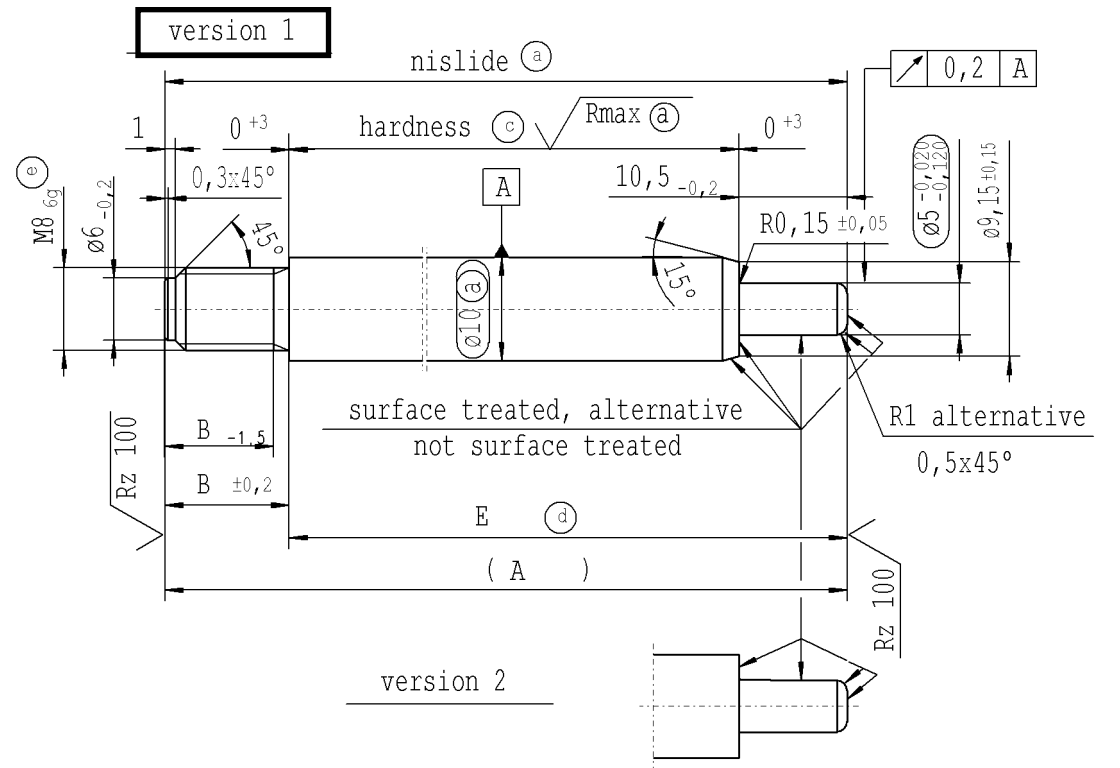 version 1
nislide a
0,2 A
Rmax a
1 0 +3 hardness c 0 +3
0,3x45° A 10,5 -0,2
e
M8 6g
ø6 -0,2
45°
R0,15 ±0,05
ø5 -0,020 -0,120
ø9,15 ±0,15
15°
ø10 a
surface treated, alternative
not surface treated
R1 alternative
0,5x45°
Rz 100
B -1,5
B ±0,2
E d
( A )
Rz 100
version 2